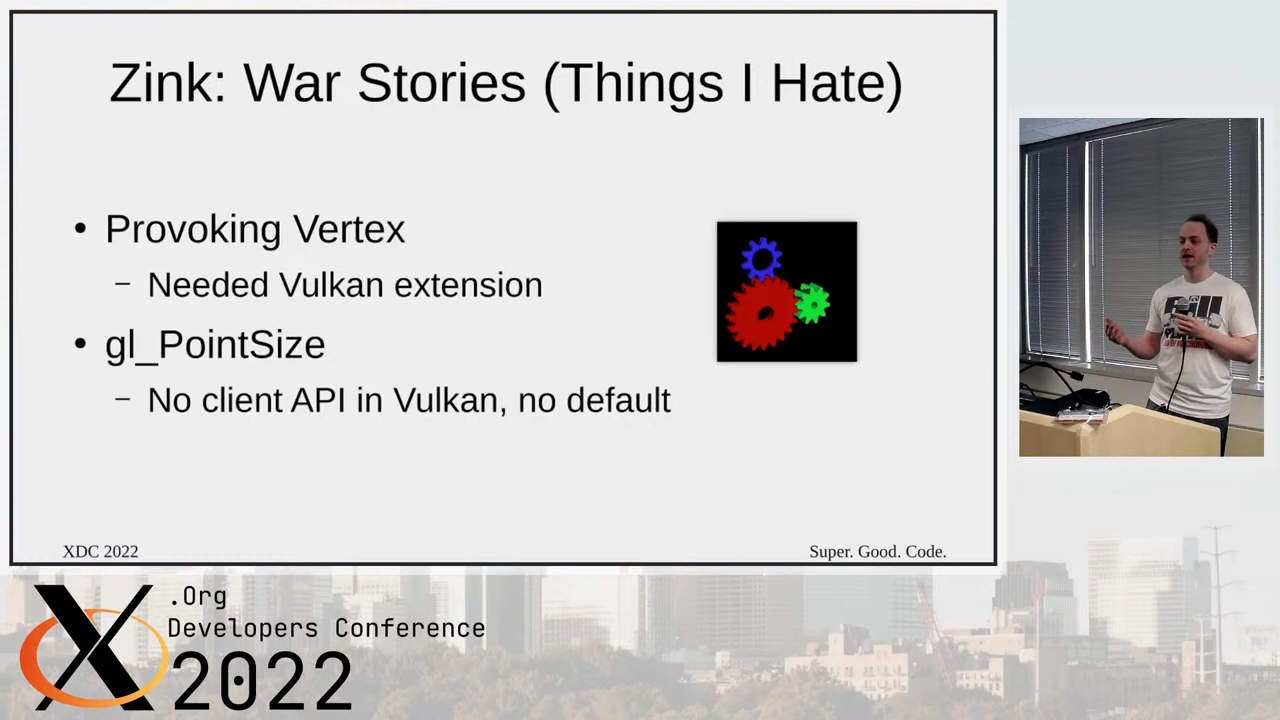 Zink: War Stories (Things I Hate)
• Provoking Vertex
– Needed Vulkan extension
• gl_PointSize
– No client API in Vulkan, no default
XDC 2022
Super. Good. Code.
X.Org
Developers Conference
2022